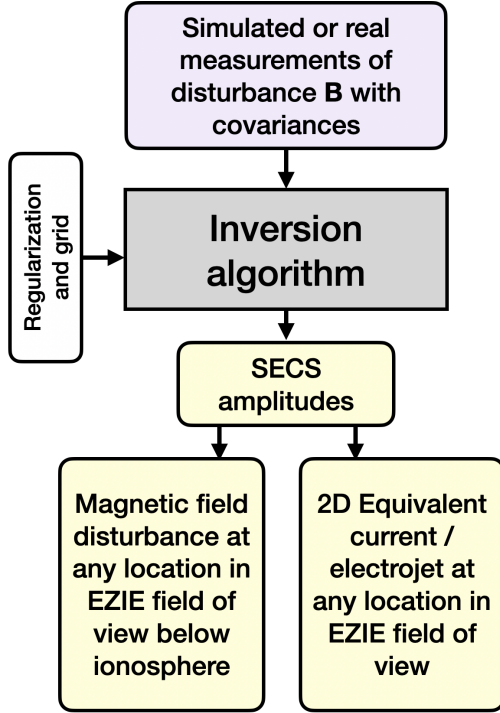 Simulated or real
measurements of
disturbance B with
covariances
Regularization
and grid
Inversion
algorithm
SECS
amplitudes
Magnetic field
disturbance at
any location in
EZIE field of
view below
ionosphere
2D Equivalent
current /
electrojet at
any location in
EZIE field of
view